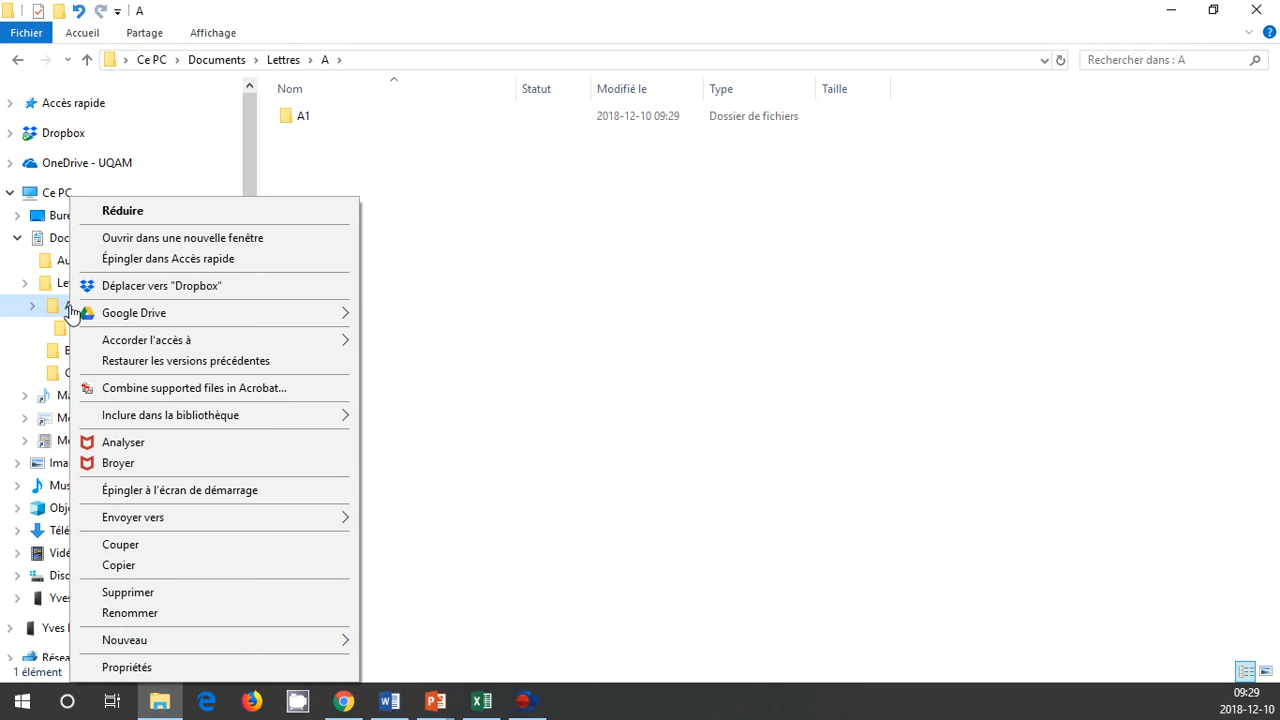 A
Fichier
Accueil
Partage
Affichage
Ce PC
Documents
Lettres
A
Rechercher dans : A
Nom
Statut
Modifié le
Type
Taille
A1
2018-12-10 09:29
Dossier de fichiers
Accès rapide
Dropbox
OneDrive - UQAM
Ce PC
Réduire
Ouvrir dans une nouvelle fenêtre
Épingler dans Accès rapide
Déplacer vers "Dropbox"
Google Drive
Accorder l'accès à
Restaurer les versions précédentes
Combine supported files in Acrobat...
Inclure dans la bibliothèque
Analyser
Broyer
Épingler à l'écran de démarrage
Envoyer vers
Couper
Copier
Supprimer
Renommer
Nouveau
Propriétés
Yves
1 élément
09:29
2018-12-10